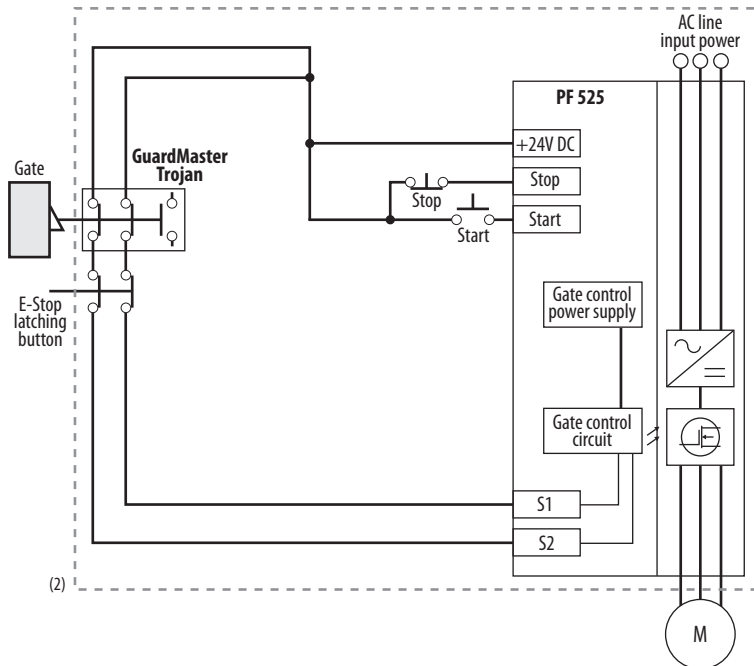 AC line
input power
PF 525
+24V DC
GuardMaster
Trojan
Gate
Stop
Stop
Start
Start
Gate control
power supply
E-Stop
latching
button
Gate control
circuit
S1
S2
(2)
M